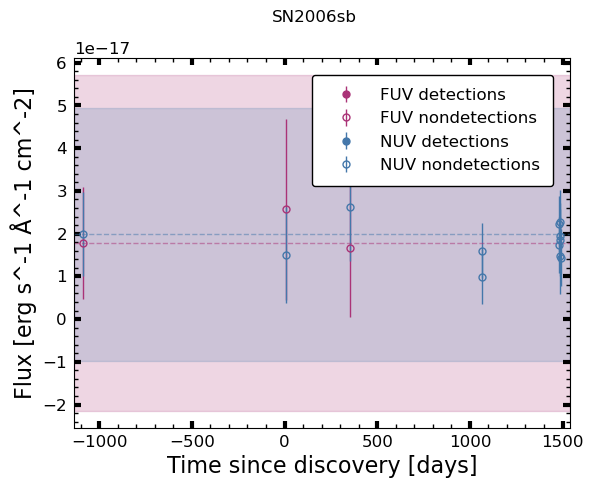 SN2006sb
1e−17
6
5
4
3
2
1
0
−1
−2
Flux [erg s^-1 Å^-1 cm^-2]
FUV detections
FUV nondetections
NUV detections
NUV nondetections
−1000 −500 0 500 1000 1500
Time since discovery [days]